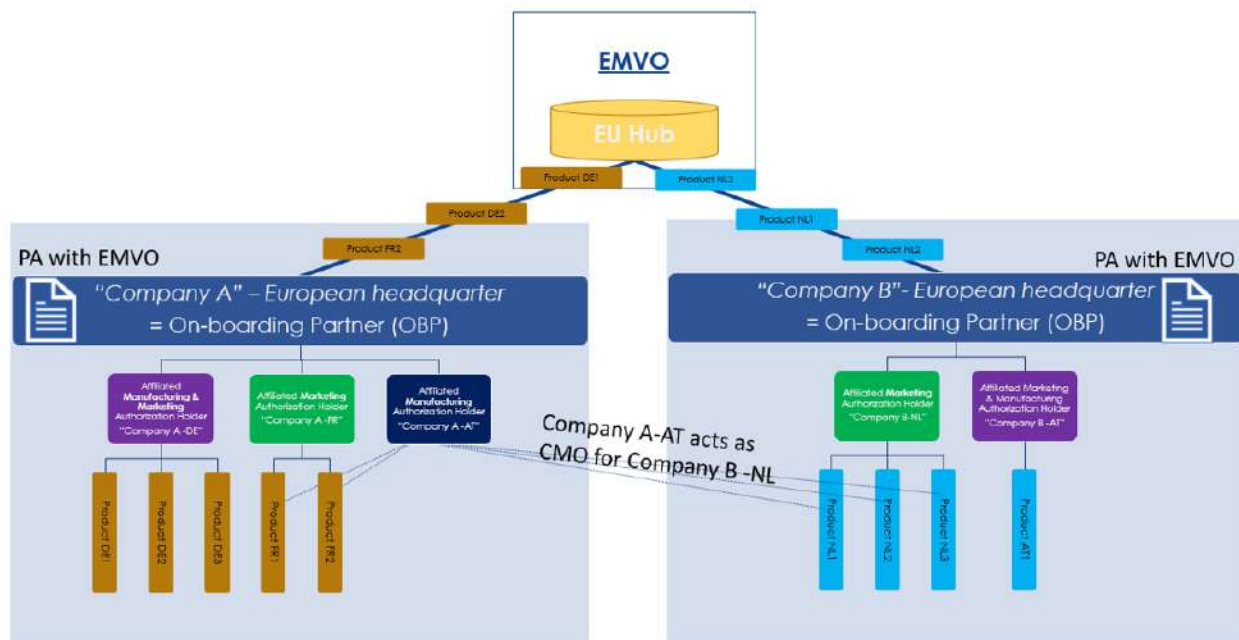 EMVO
EU Hub
Product DE1
Product NL3
Product DE2
Product NL1
Product FR2
Product NL2
PA with EMVO
PA with EMVO
“Company A” – European headquarter
= On-boarding Partner (OBP)
“Company B”- European headquarter
= On-boarding Partner (OBP)
Affiliated
Manufacturing &
Marketing
Authorization Holder
“Company A -DE”
Affiliated Marketing
Authorization Holder
“Company A -FR”
Affiliated
Manufacturing
Authorization Holder
“Company A -AT”
Affiliated Marketing
Authorization Holder
“Company B-NL”
Affiliated Marketing
& Manufacturing
Authorization Holder
“Company B -AT”
Company A-AT acts as
CMO for Company B -NL
Product DE1
Product DE2
Product DE3
Product FR1
Product FR2
Product NL1
Product NL2
Product NL3
Product AT1